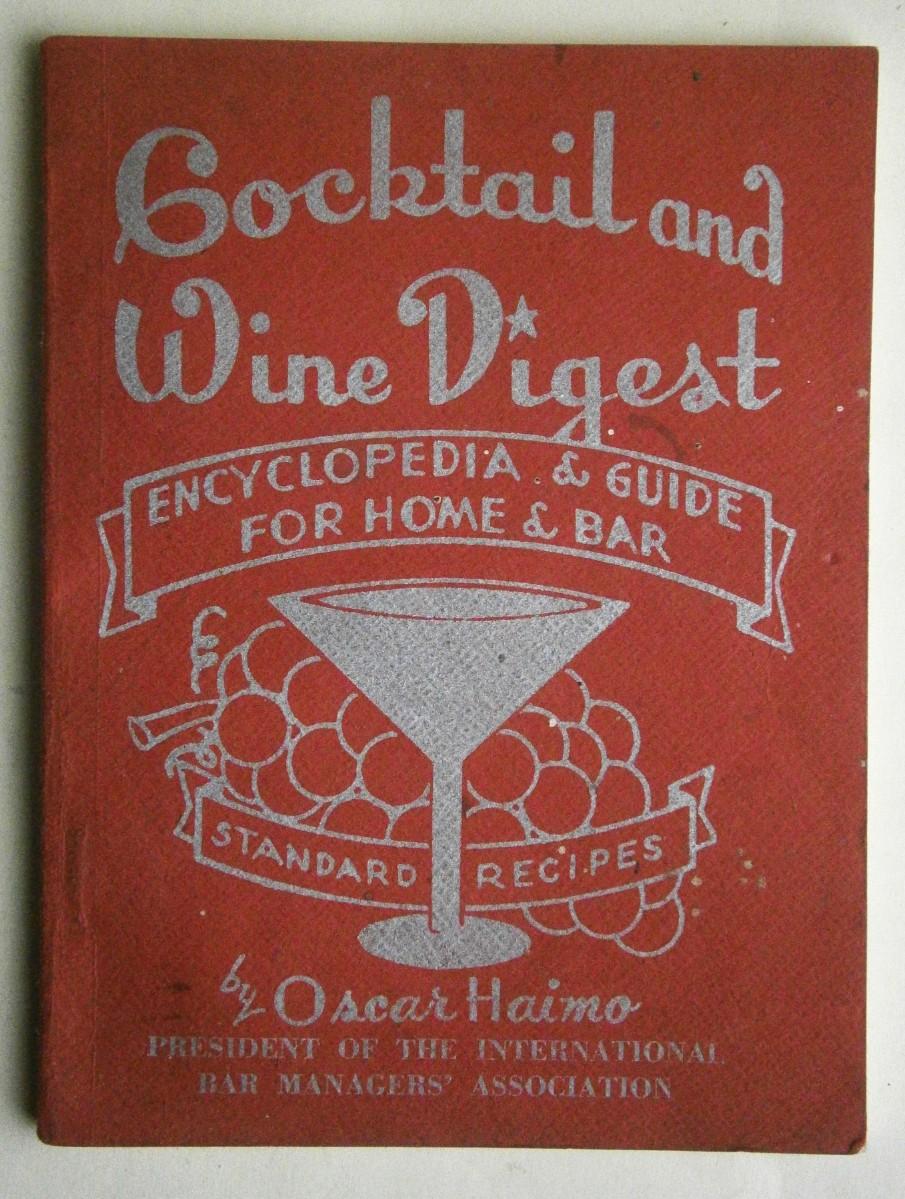 Cocktail and
Wine Digest
ENCYCLOPEDIA & GUIDE
FOR HOME & BAR
STANDARD RECIPES
by Oscar Haimo
PRESIDENT OF THE INTERNATIONAL
BAR MANAGERS' ASSOCIATION